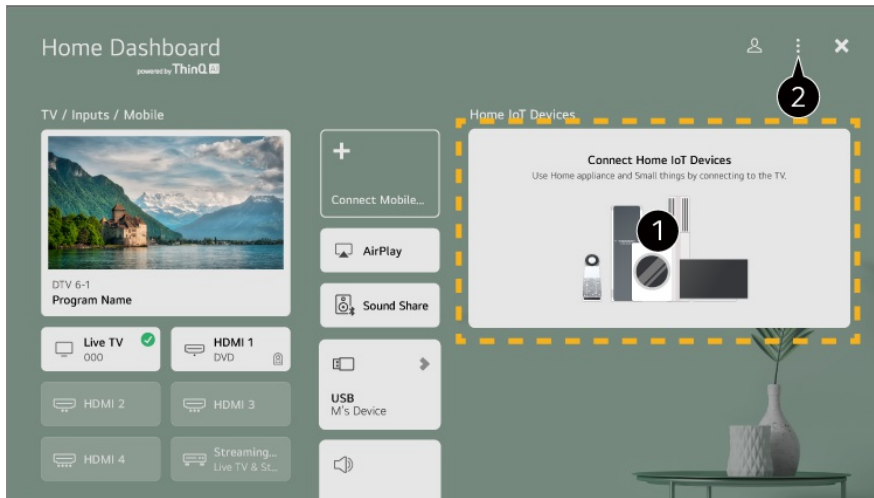 Home Dashboard
powered by ThinQ AI
2
TV / Inputs / Mobile
Home IoT Devices
Connect Home IoT Devices
Use Home appliance and Small things by connecting to the TV.
1
DTV 6-1
Program Name
Connect Mobile...
AirPlay
Sound Share
Live TV
000
HDMI 1
DVD
USB
M's Device
HDMI 2
HDMI 3
HDMI 4
Streaming...
Live TV & St...